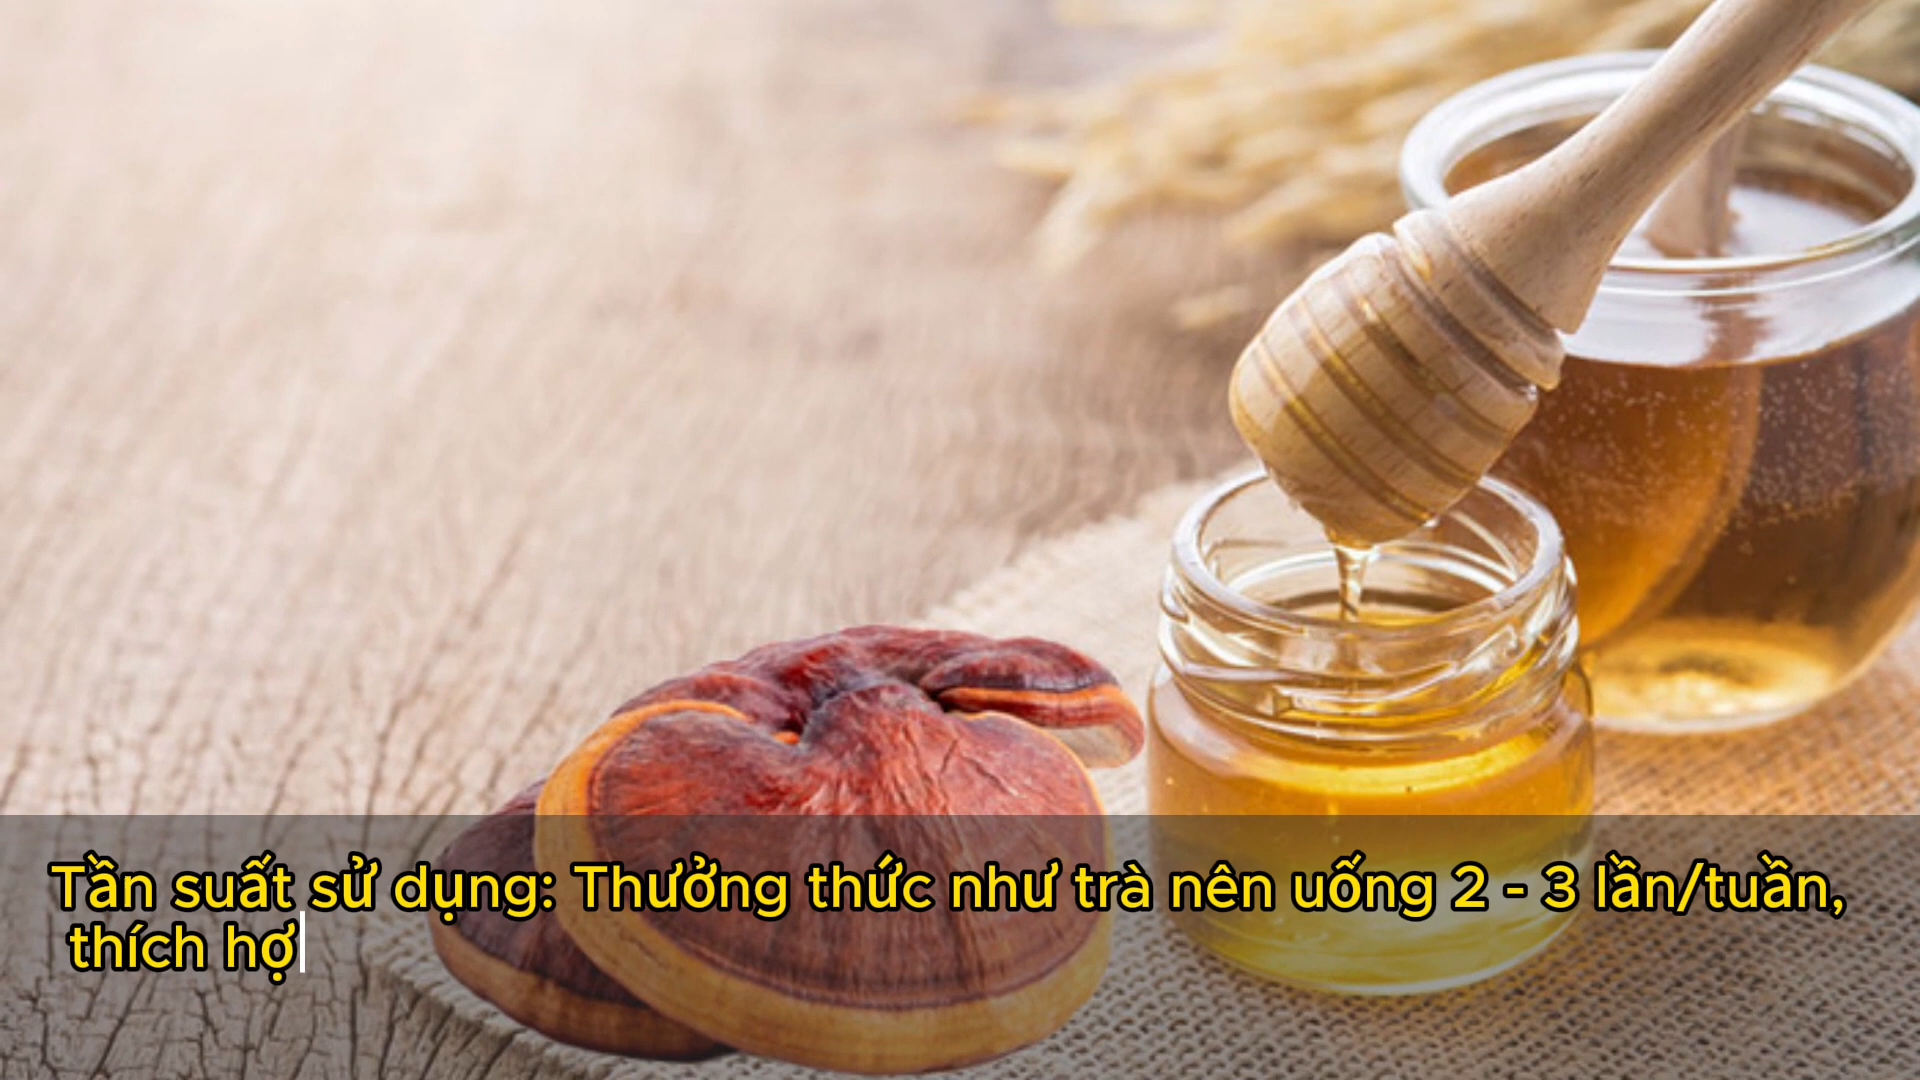 Tần suất sử dụng: Thưởng thức như trà nên uống 2 - 3 lần/tuần,
thích hợ